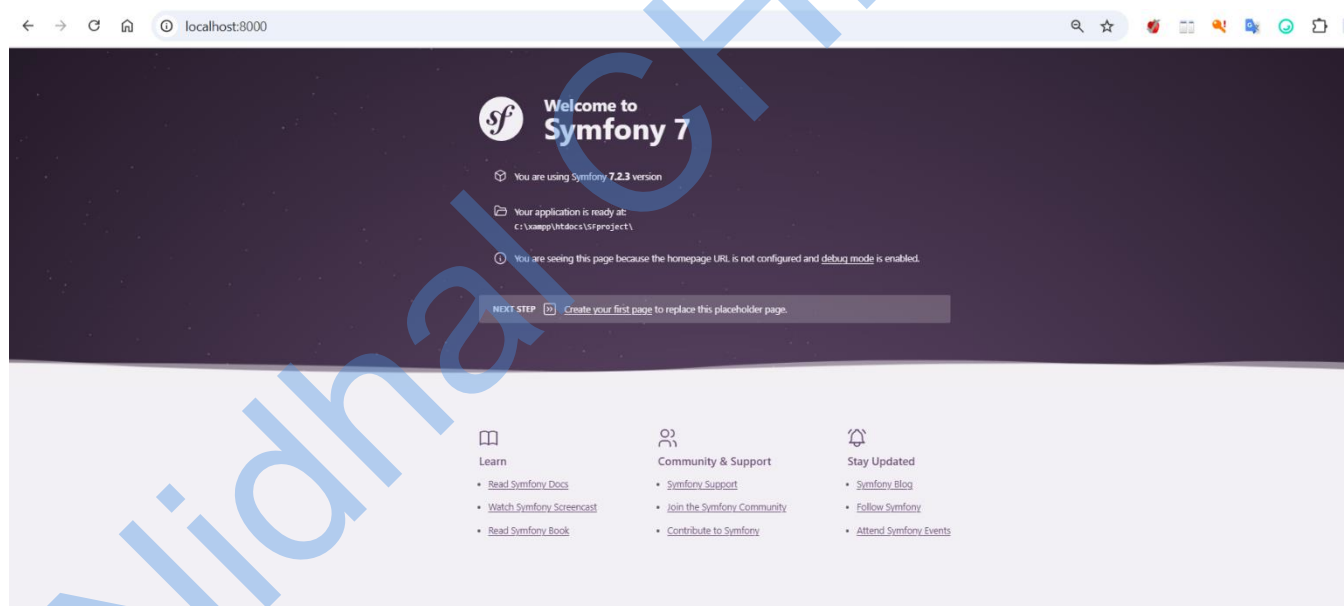 localhost:8000
sf
Welcome to
Symfony 7
You are using Symfony 7.2.3 version
Your application is ready at:
C:\xampp\htdocs\SFproject\
You are seeing this page because the homepage URL is not configured and debug mode is enabled.
NEXT STEP Create your first page to replace this placeholder page.
Learn
• Read Symfony Docs
• Watch Symfony Screencast
• Read Symfony Book
Community & Support
• Symfony Support
• Join the Symfony Community
• Contribute to Symfony
Stay Updated
• Symfony Blog
• Follow Symfony
• Attend Symfony Events
Nidhal